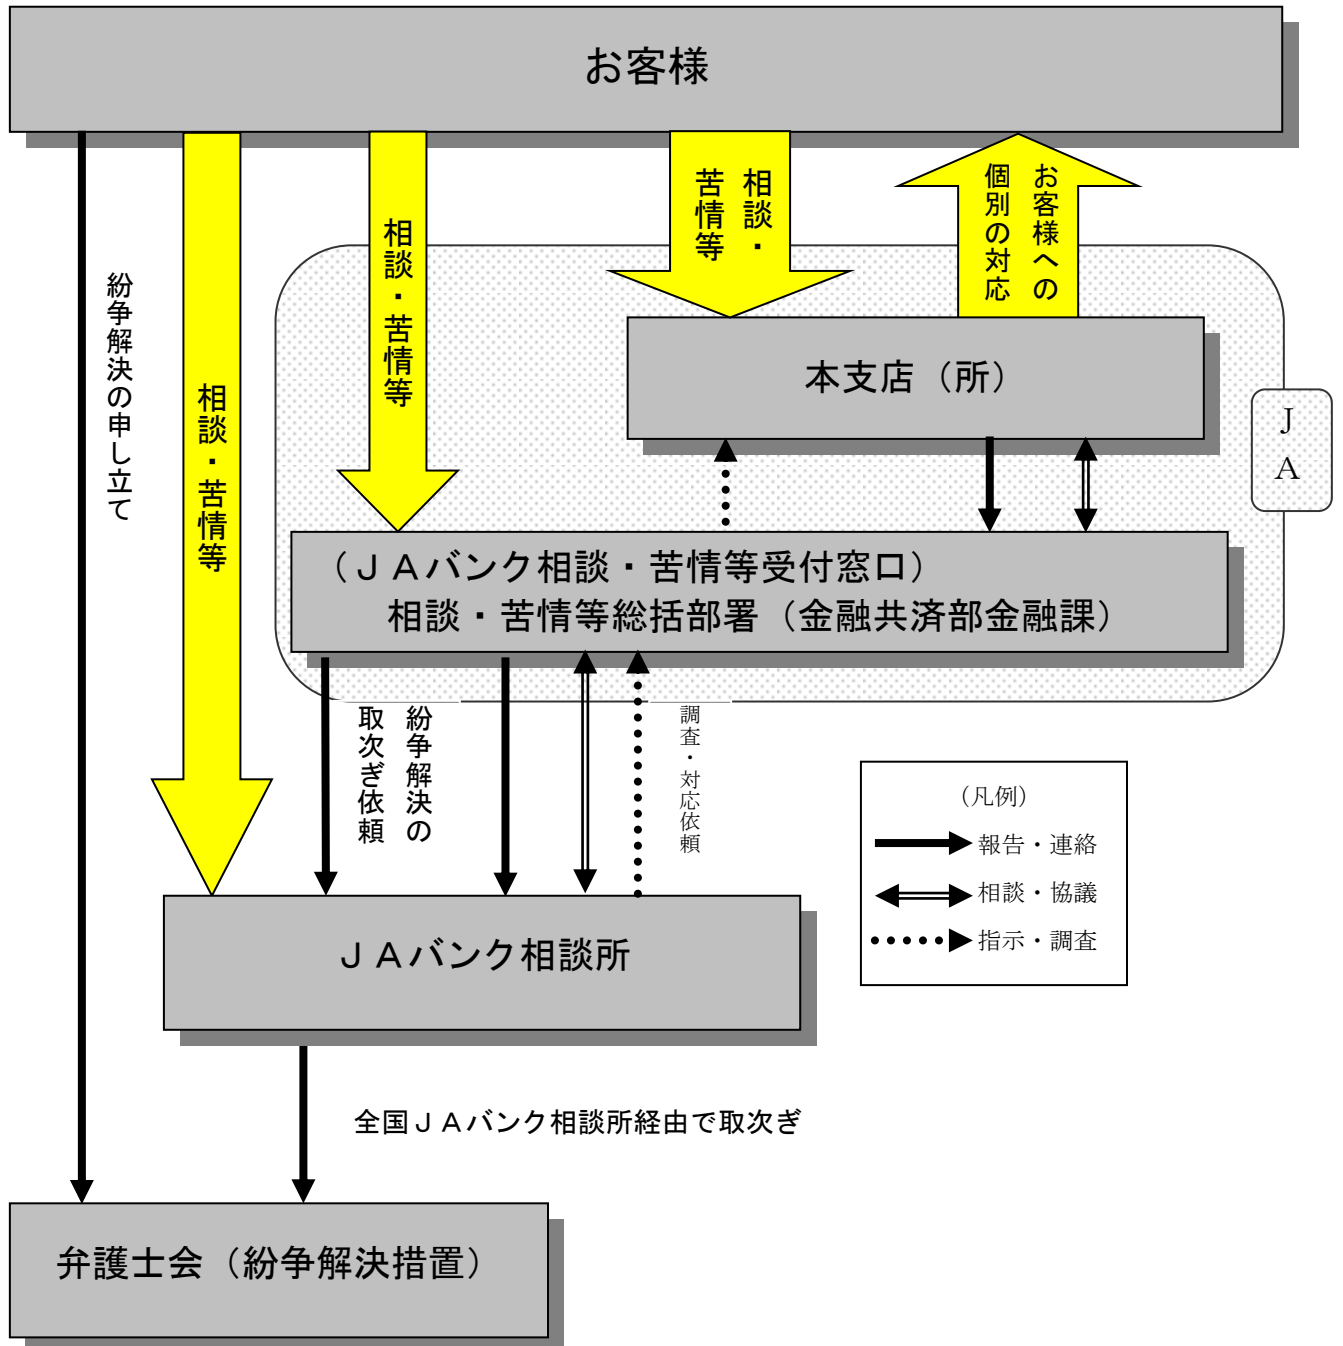 お客様
紛争解決の申し立て
相談・苦情等
相談・苦情等
相談・
苦情等
お客様への
個別の対応
本支店（所）
ＪＡ
（ＪＡバンク相談・苦情等受付窓口）
相談・苦情等総括部署（金融共済部金融課）
紛争解決の
取次ぎ依頼
調査・対応依頼
（凡例）
報告・連絡
相談・協議
指示・調査
ＪＡバンク相談所
全国ＪＡバンク相談所経由で取次ぎ
弁護士会（紛争解決措置）